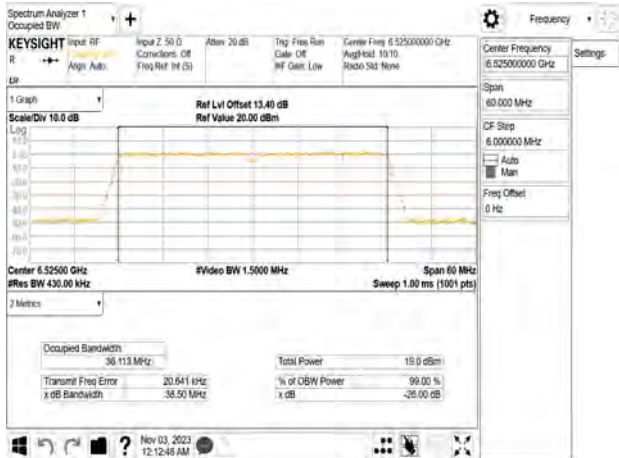 Spectrum Analyzer 1
Occupied BW
Frequency
KEYSIGHT
Input: RF
Input Z: 50 Ω
Atten: 20 dB
Trig: Free Run
Center Freq: 6.525000000 GHz
R
Corrections: Off
Gate: Off
Avg|Hold: 10/10
Align: Auto
Freq Ref: Int (S)
#IF Gain: Low
Radio Std: None
Center Frequency
6.525000000 GHz
Settings
Span
60.000 MHz
CF Step
6.000000 MHz
Auto
Man
Freq Offset
0 Hz
1 Graph
Ref Lvl Offset 13.40 dB
Scale/Div 10.0 dB
Ref Value 20.00 dBm
Log
Center 6.52500 GHz
#Video BW 1.5000 MHz
Span 60 MHz
#Res BW 430.00 kHz
Sweep 1.00 ms (1001 pts)
2 Metrics
Occupied Bandwidth
36.113 MHz
Total Power
19.0 dBm
Transmit Freq Error
20.641 kHz
% of OBW Power
99.00 %
x dB Bandwidth
38.50 MHz
x dB
-26.00 dB
Nov 03, 2023
12:12:48 AM